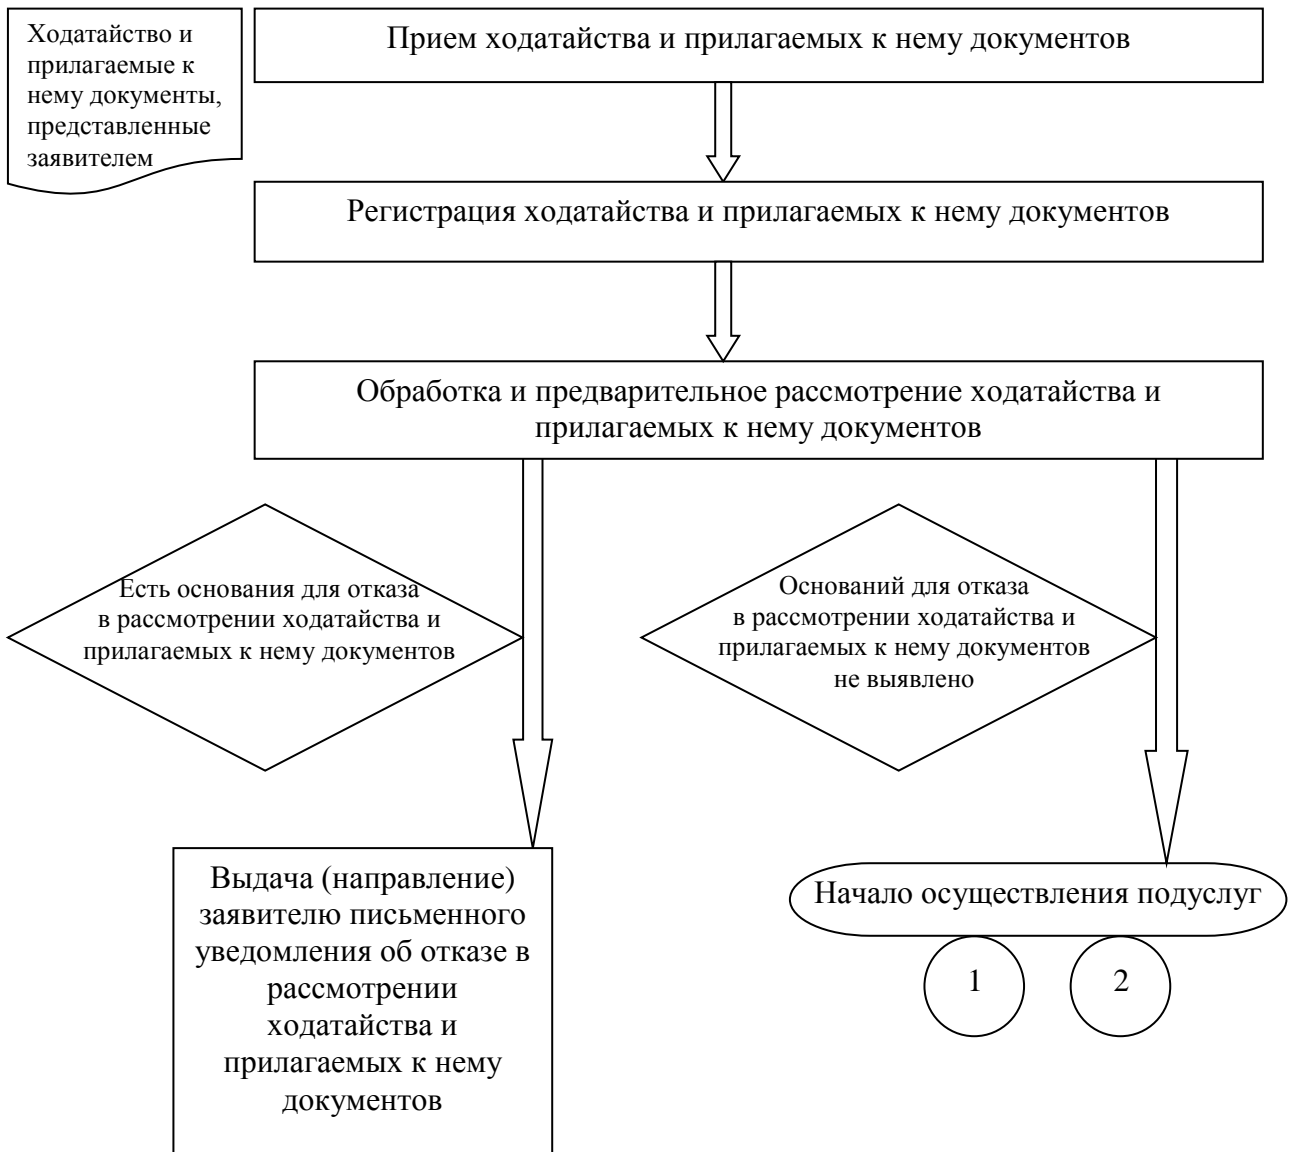 Ходатайство и
прилагаемые к
нему документы,
представленные
заявителем
Прием ходатайства и прилагаемых к нему документов
Регистрация ходатайства и прилагаемых к нему документов
Обработка и предварительное рассмотрение ходатайства и
прилагаемых к нему документов
Есть основания для отказа
в рассмотрении ходатайства и
прилагаемых к нему документов
Оснований для отказа
в рассмотрении ходатайства и
прилагаемых к нему документов
не выявлено
Выдача (направление)
заявителю письменного
уведомления об отказе в
рассмотрении
ходатайства и
прилагаемых к нему
документов
Начало осуществления подуслуг
1
2